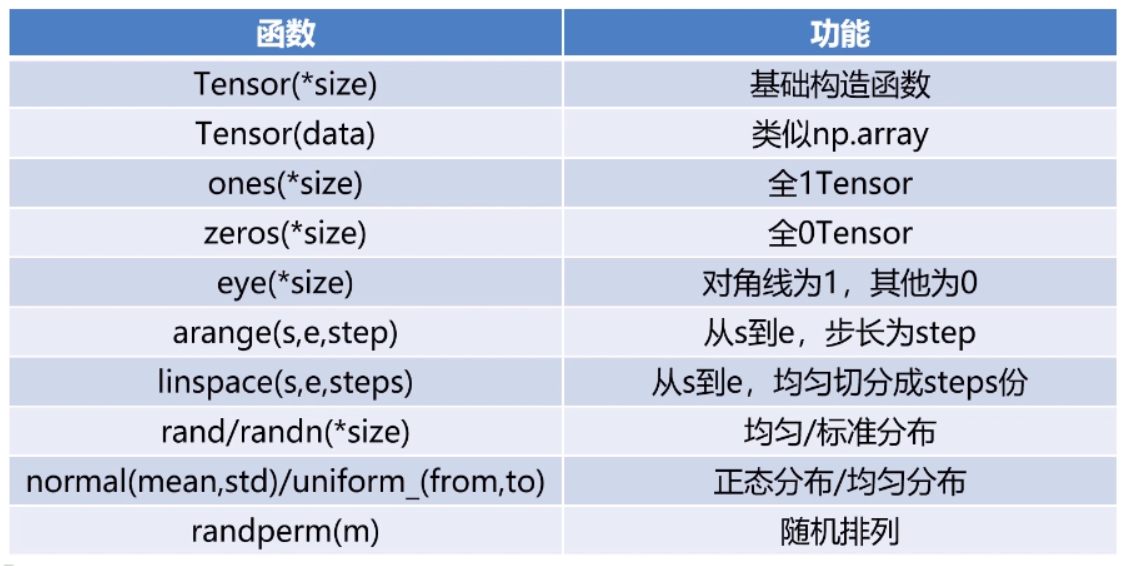 函数 功能
Tensor(*size) 基础构造函数
Tensor(data) 类似np.array
ones(*size) 全1Tensor
zeros(*size) 全0Tensor
eye(*size) 对角线为1，其他为0
arange(s,e,step) 从s到e，步长为step
linspace(s,e,steps) 从s到e，均匀切分成steps份
rand/randn(*size) 均匀/标准分布
normal(mean,std)/uniform_(from,to) 正态分布/均匀分布
randperm(m) 随机排列